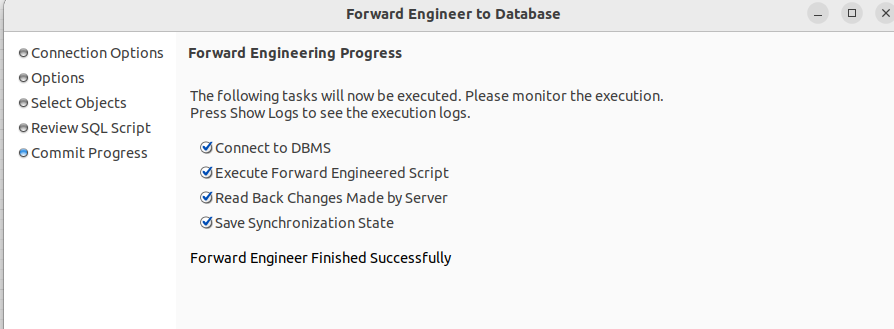 Forward Engineer to Database
Connection Options
Options
Select Objects
Review SQL Script
Commit Progress
Forward Engineering Progress
The following tasks will now be executed. Please monitor the execution.
Press Show Logs to see the execution logs.
Connect to DBMS
Execute Forward Engineered Script
Read Back Changes Made by Server
Save Synchronization State
Forward Engineer Finished Successfully